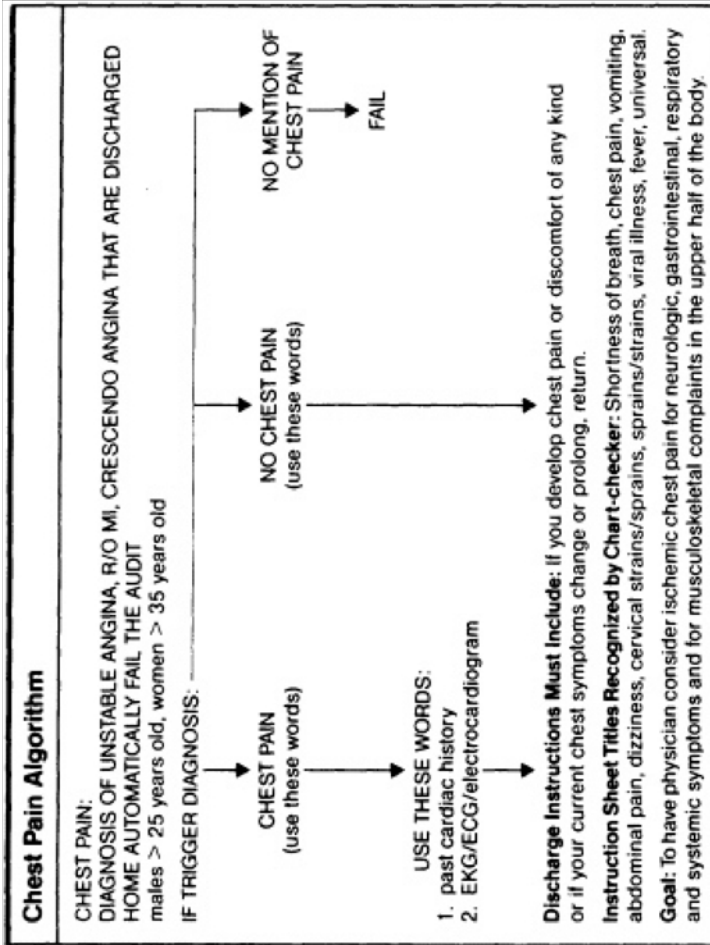 Chest Pain Algorithm
CHEST PAIN:
DIAGNOSIS OF UNSTABLE ANGINA, R/O MI, CRESCENDO ANGINA THAT ARE DISCHARGED
HOME AUTOMATICALLY FAIL THE AUDIT
males > 25 years old, women > 35 years old
IF TRIGGER DIAGNOSIS:
CHEST PAIN
(use these words)
USE THESE WORDS:
1. past cardiac history
2. EKG/ECG/electrocardiogram
NO CHEST PAIN
(use these words)
NO MENTION OF
CHEST PAIN
FAIL
Discharge Instructions Must Include: If you develop chest pain or discomfort of any kind
or if your current chest symptoms change or prolong, return.
Instruction Sheet Titles Recognized by Chart-checker: Shortness of breath, chest pain, vomiting,
abdominal pain, dizziness, cervical strains/sprains, sprains/strains, viral illness, fever, universal.
Goal: To have physician consider ischemic chest pain for neurologic, gastrointestinal, respiratory
and systemic symptoms and for musculoskeletal complaints in the upper half of the body.